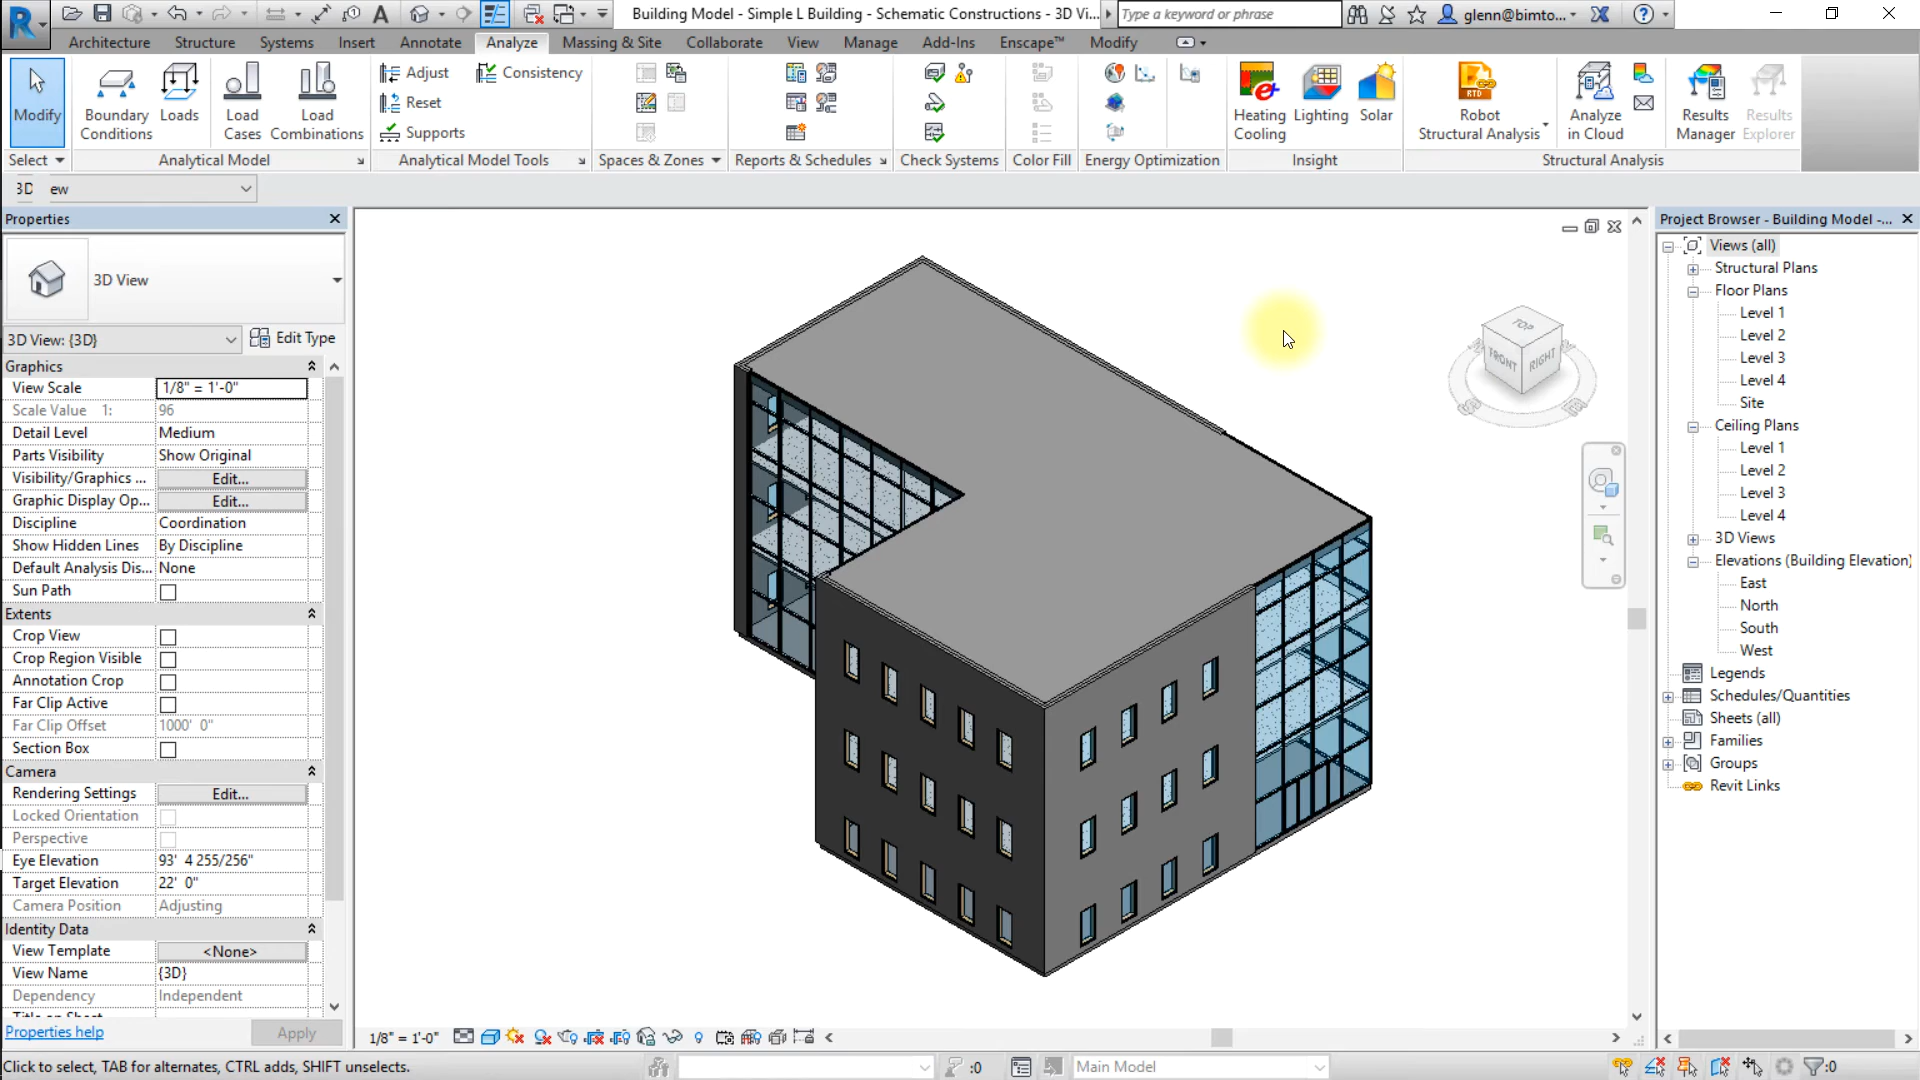 Building Model - Simple L Building - Schematic Constructions - 3D Vi...
Type a keyword or phrase
glenn@bimto...
Architecture Structure Systems Insert Annotate Analyze Massing & Site Collaborate View Manage Add-Ins Enscape™ Modify
Modify
Boundary Conditions
Loads
Load Cases
Load Combinations
Adjust
Reset
Supports
Consistency
Heating Cooling
Lighting
Solar
Robot Structural Analysis
Analyze in Cloud
Results Manager
Results Explorer
Select
Analytical Model
Analytical Model Tools
Spaces & Zones
Reports & Schedules
Check Systems
Color Fill
Energy Optimization
Insight
Structural Analysis
3D ew
Properties
3D View
3D View: {3D}
Edit Type
Graphics
View Scale 1/8" = 1'-0"
Scale Value 1: 96
Detail Level Medium
Parts Visibility Show Original
Visibility/Graphics ... Edit...
Graphic Display Op... Edit...
Discipline Coordination
Show Hidden Lines By Discipline
Default Analysis Dis... None
Sun Path
Extents
Crop View
Crop Region Visible
Annotation Crop
Far Clip Active
Far Clip Offset 1000' 0"
Section Box
Camera
Rendering Settings Edit...
Locked Orientation
Perspective
Eye Elevation 93' 4 255/256"
Target Elevation 22' 0"
Camera Position Adjusting
Identity Data
View Template <None>
View Name {3D}
Dependency Independent
Properties help
Apply
TOP
FRONT
RIGHT
Project Browser - Building Model -...
Views (all)
Structural Plans
Floor Plans
Level 1
Level 2
Level 3
Level 4
Site
Ceiling Plans
Level 1
Level 2
Level 3
Level 4
3D Views
Elevations (Building Elevation)
East
North
South
West
Legends
Schedules/Quantities
Sheets (all)
Families
Groups
Revit Links
1/8" = 1'-0"
Click to select, TAB for alternates, CTRL adds, SHIFT unselects.
:0
Main Model
:0